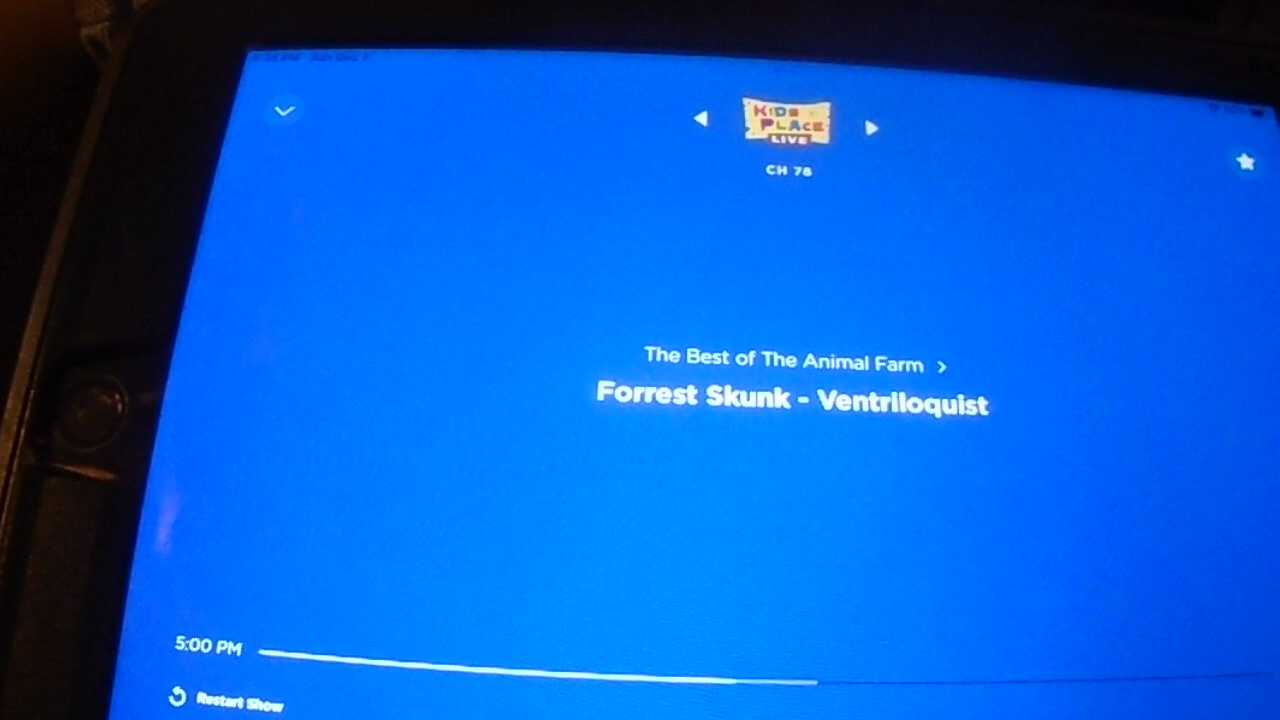 KIDS
PLACE
LIVE
CH 78
The Best of The Animal Farm >
Forrest Skunk - Ventriloquist
5:00 PM
Restart Show